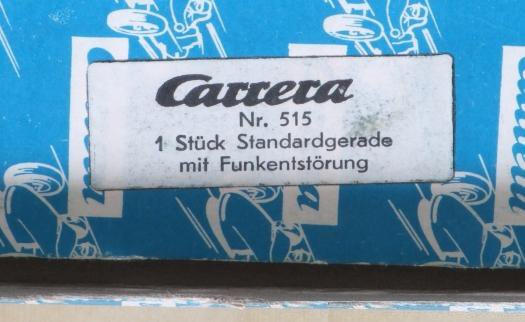 Carrera
Nr. 515
1 Stück Standardgerade
mit Funkentstörung